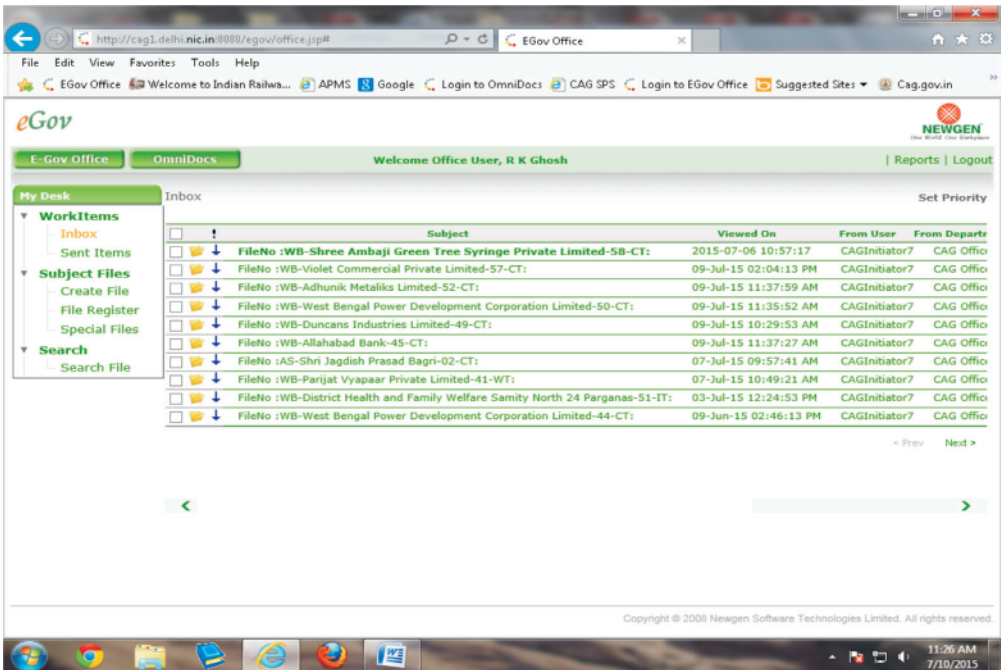 http://cag1.delhi.nic.in:8080/egov/office.jsp#
EGov Office
File Edit View Favorites Tools Help
EGov Office Welcome to Indian Railwa... APMS Google Login to OmniDocs CAG SPS Login to EGov Office Suggested Sites Cag.gov.in
eGov
NEWGEN
E-Gov Office OmniDocs Welcome Office User, R K Ghosh | Reports | Logout
My Desk Inbox Set Priority
WorkItems
Inbox
Sent Items
Subject Files
Create File
File Register
Special Files
Search
Search File
! Subject Viewed On From User From Departr
FileNo :WB-Shree Ambaji Green Tree Syringe Private Limited-58-CT: 2015-07-06 10:57:17 CAGInitiator7 CAG Offic
FileNo :WB-Violet Commercial Private Limited-57-CT: 09-Jul-15 02:04:13 PM CAGInitiator7 CAG Offic
FileNo :WB-Adhunik Metaliks Limited-52-CT: 09-Jul-15 11:37:59 AM CAGInitiator7 CAG Offic
FileNo :WB-West Bengal Power Development Corporation Limited-50-CT: 09-Jul-15 11:35:52 AM CAGInitiator7 CAG Offic
FileNo :WB-Duncans Industries Limited-49-CT: 09-Jul-15 10:29:53 AM CAGInitiator7 CAG Offic
FileNo :WB-Allahabad Bank-45-CT: 09-Jul-15 11:37:27 AM CAGInitiator7 CAG Offic
FileNo :AS-Shri Jagdish Prasad Bagri-02-CT: 07-Jul-15 09:57:41 AM CAGInitiator7 CAG Offic
FileNo :WB-Parijat Vyapaar Private Limited-41-WT: 07-Jul-15 10:49:21 AM CAGInitiator7 CAG Offic
FileNo :WB-District Health and Family Welfare Samity North 24 Parganas-51-IT: 03-Jul-15 12:24:53 PM CAGInitiator7 CAG Offic
FileNo :WB-West Bengal Power Development Corporation Limited-44-CT: 09-Jun-15 02:46:13 PM CAGInitiator7 CAG Offic
< Prev Next >
Copyright © 2008 Newgen Software Technologies Limited. All rights reserved.
11:26 AM
7/10/2015